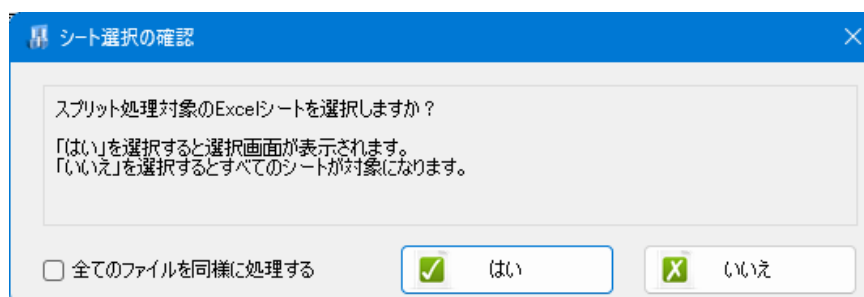 シート選択の確認
スプリット処理対象のExcelシートを選択しますか？
「はい」を選択すると選択画面が表示されます。
「いいえ」を選択するとすべてのシートが対象になります。
全てのファイルを同様に処理する
はい
いいえ